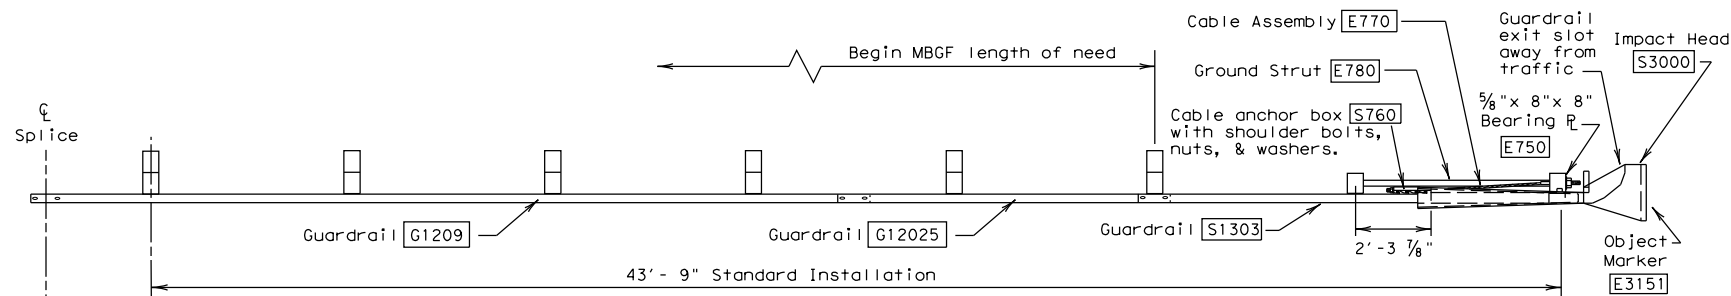 Cable Assembly E770
Guardrail
exit slot
away from
traffic
Impact Head
S3000
Begin MBGF length of need
Ground Strut E780
℄
Splice
Cable anchor box S760
with shoulder bolts,
nuts, & washers.
⅝"x 8"x 8"
Bearing PL
E750
Guardrail G1209
Guardrail G12025
Guardrail S1303
2'-3 ⅞"
Object
Marker
E3151
43'- 9" Standard Installation